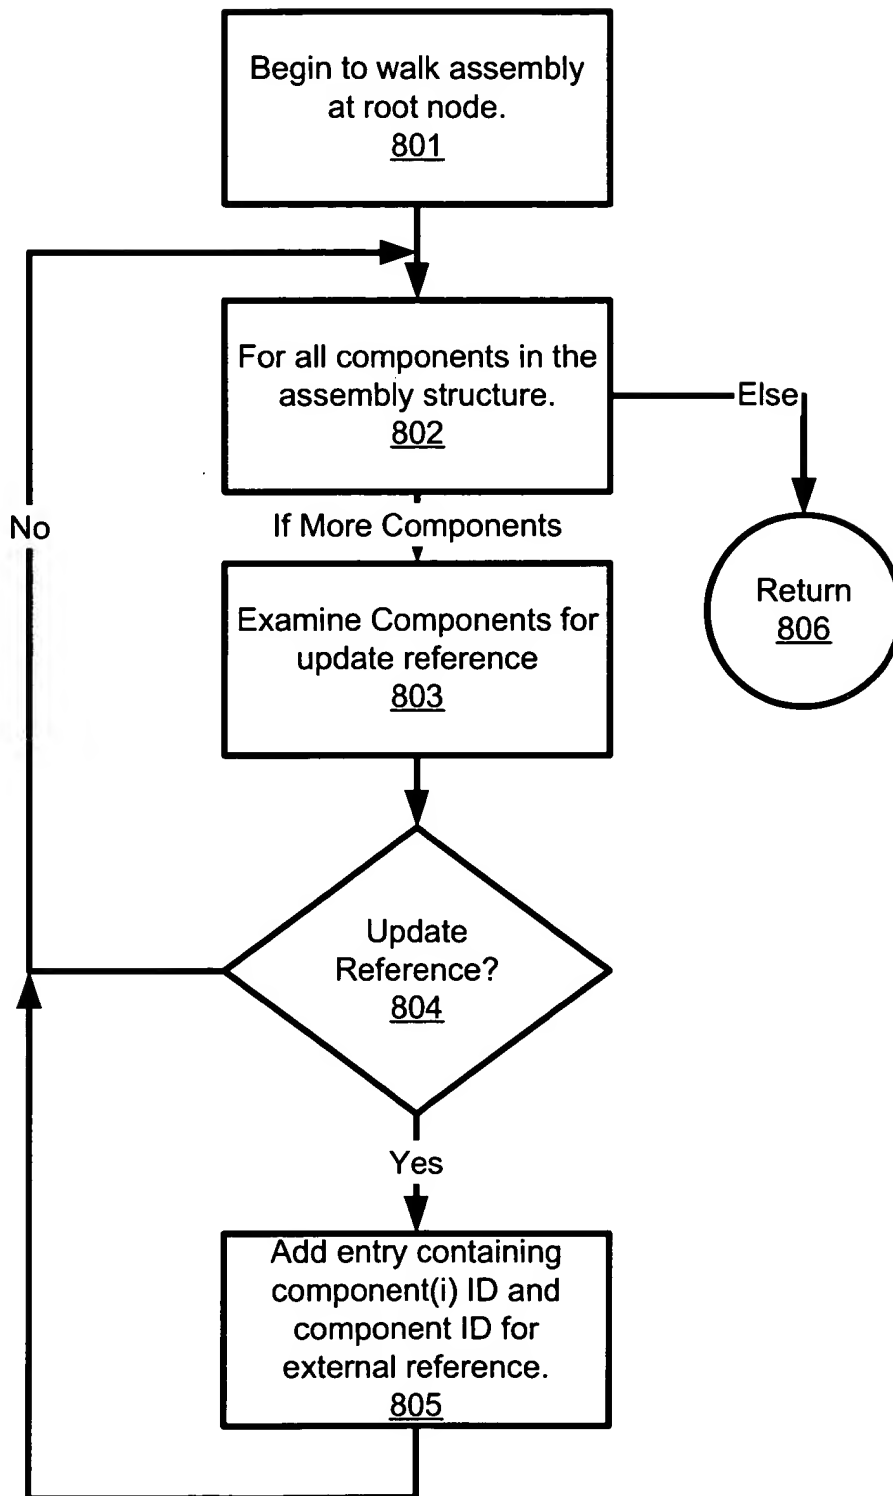 Begin to walk assembly
at root node.
801
For all components in the
assembly structure.
802
Else
No
If More Components
Examine Components for
update reference
803
Return
806
Update
Reference?
804
Yes
Add entry containing
component(i) ID and
component ID for
external reference.
805